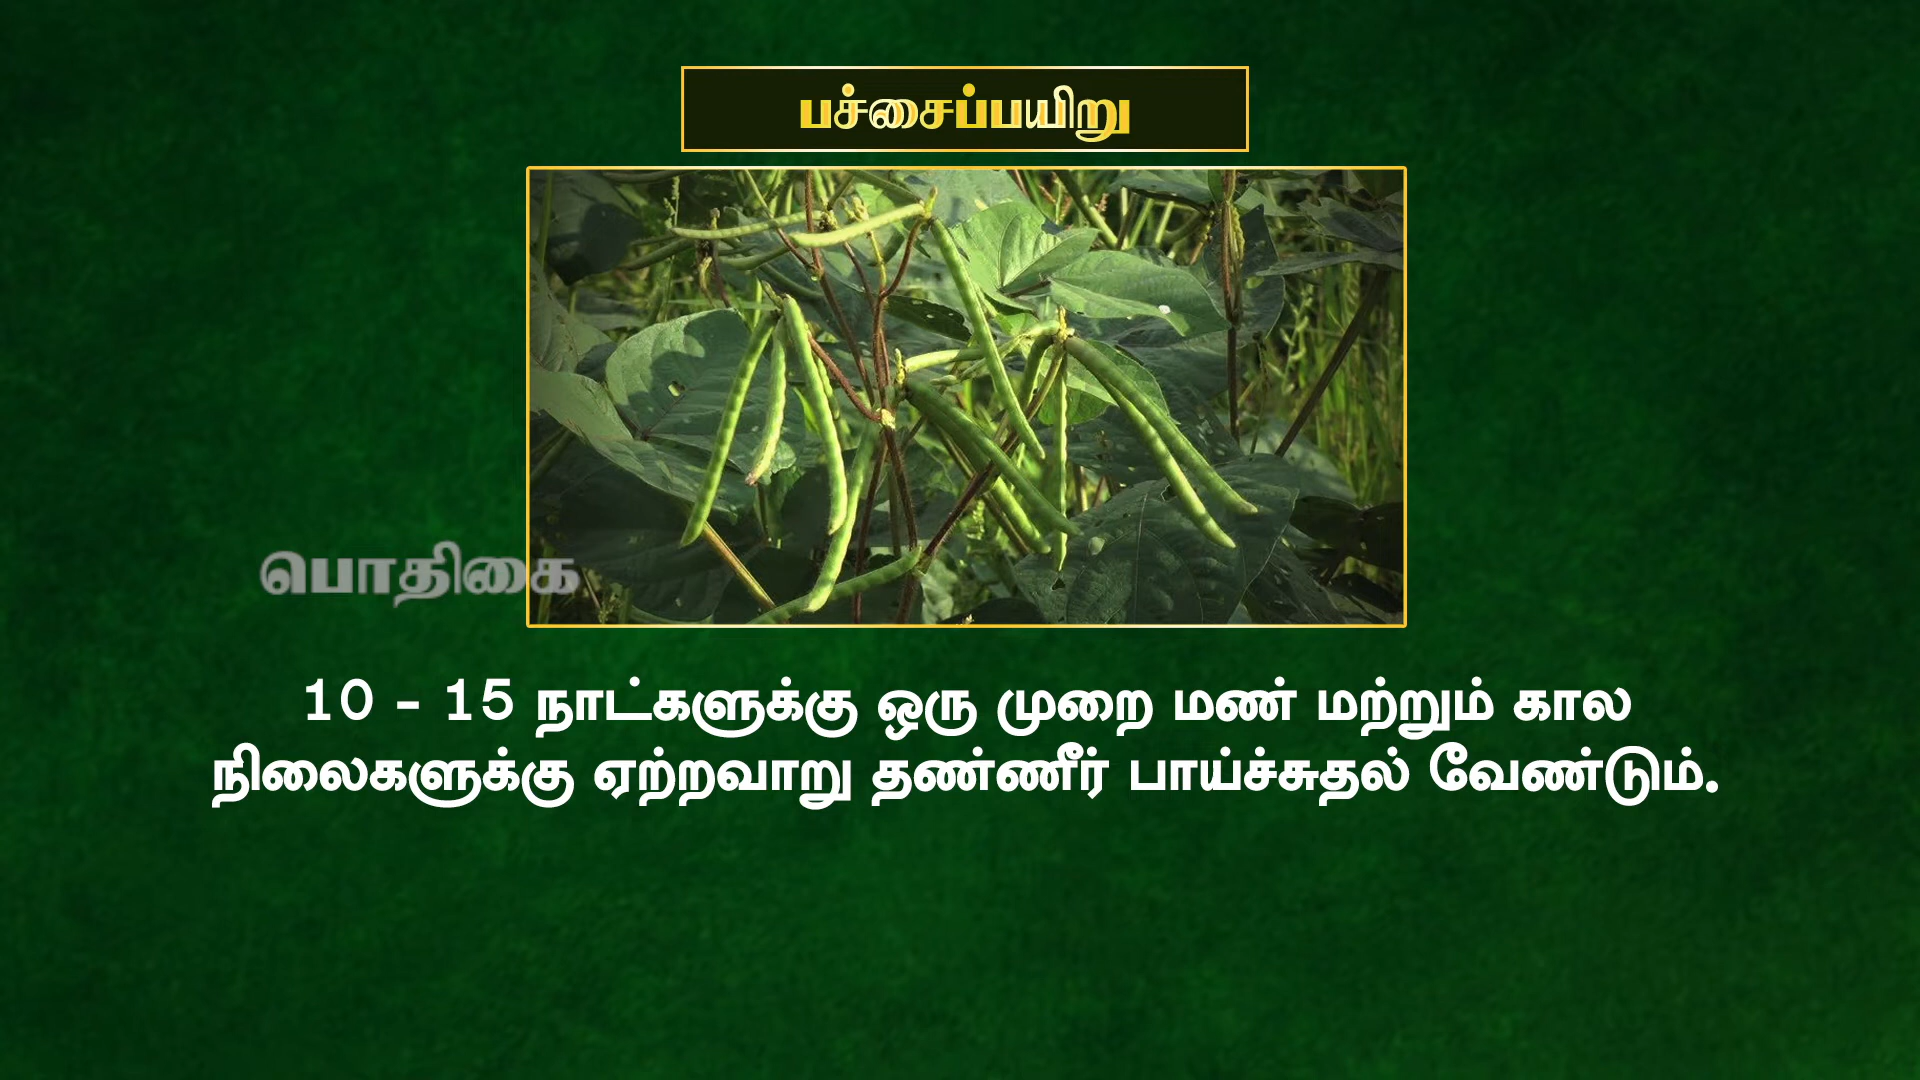 பச்சைப்பயிறு
பொதிகை
10 - 15 நாட்களுக்கு ஒரு முறை மண் மற்றும் கால
நிலைகளுக்கு ஏற்றவாறு தண்ணீர் பாய்ச்சுதல் வேண்டும்.